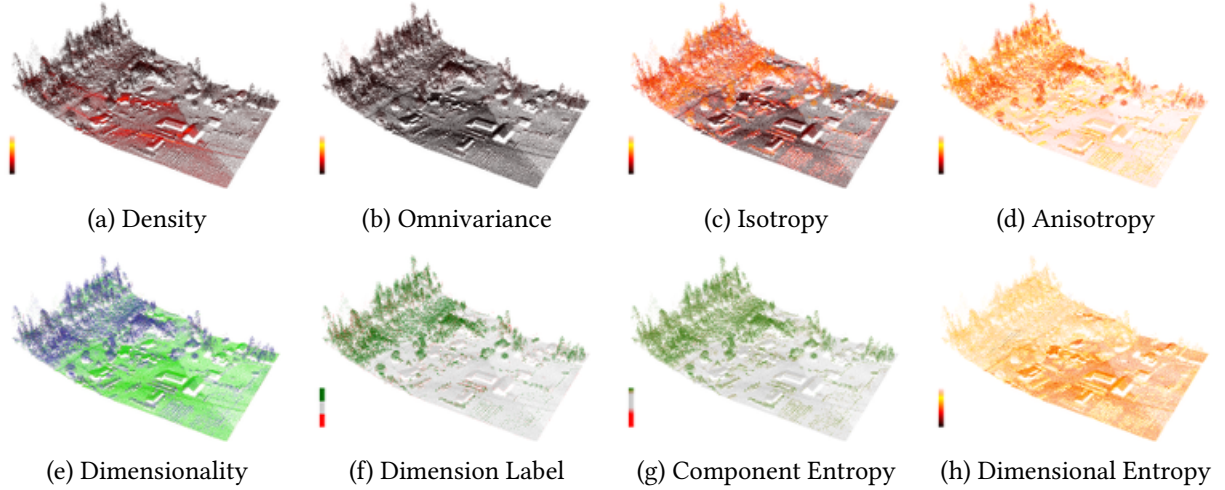 (a) Density
(b) Omnivariance
(c) Isotropy
(d) Anisotropy
(e) Dimensionality
(f) Dimension Label
(g) Component Entropy
(h) Dimensional Entropy